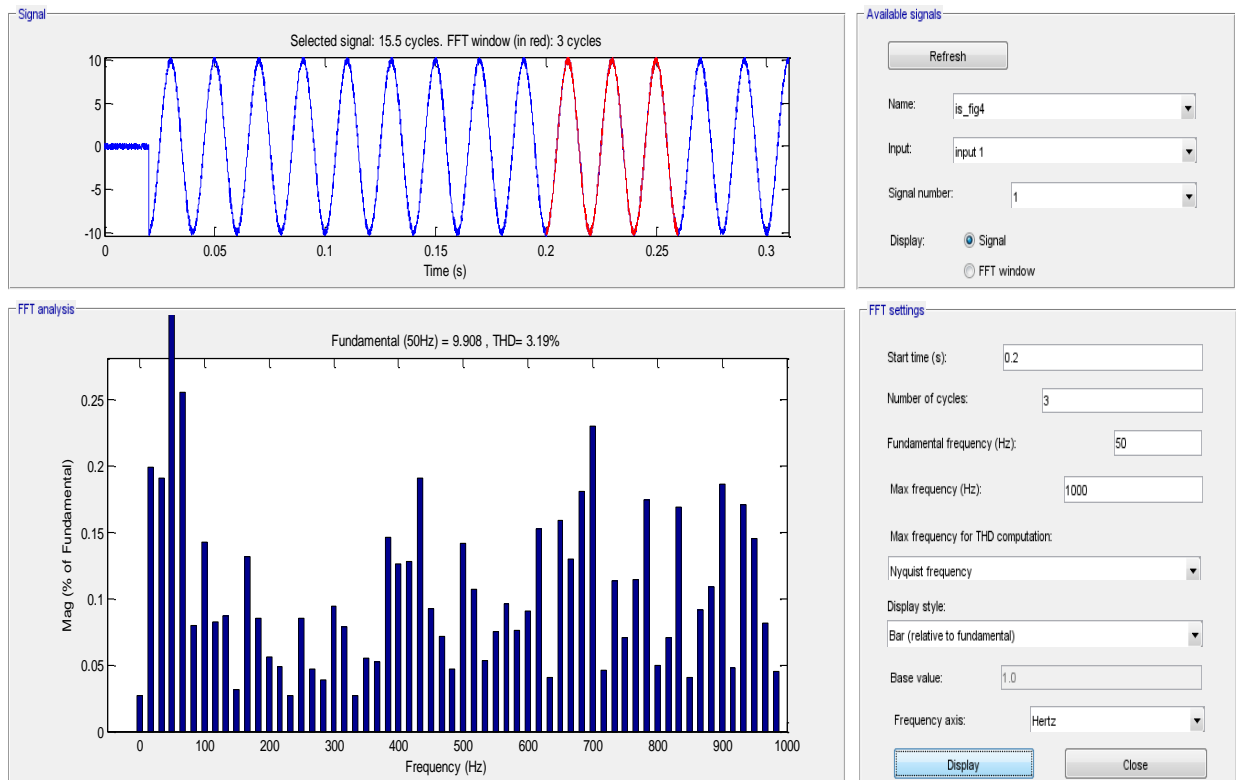 Signal
Selected signal: 15.5 cycles. FFT window (in red): 3 cycles
10
5
0
-5
-10
0 0.05 0.1 0.15 0.2 0.25 0.3
Time (s)
Available signals
Refresh
Name: is_fig4
Input: input 1
Signal number: 1
Display: Signal
FFT window
FFT analysis
Fundamental (50Hz) = 9.908 , THD= 3.19%
Mag (% of Fundamental)
0.25
0.2
0.15
0.1
0.05
0
0 100 200 300 400 500 600 700 800 900 1000
Frequency (Hz)
FFT settings
Start time (s): 0.2
Number of cycles: 3
Fundamental frequency (Hz): 50
Max frequency (Hz): 1000
Max frequency for THD computation:
Nyquist frequency
Display style:
Bar (relative to fundamental)
Base value: 1.0
Frequency axis: Hertz
Display Close